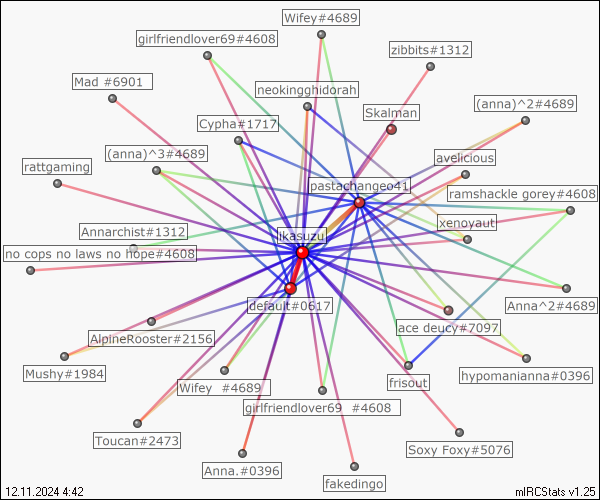 Wifey#4689
girlfriendlover69#4608
zibbits#1312
Mad #6901
neokingghidorah
Skalman
(anna)^2#4689
Cypha#1717
(anna)^3#4689
avelicious
rattgaming
pastachangeo41
ramshackle gorey#4608
xenoyaut
Annarchist#1312
ikasuzu
no cops no laws no hope#4608
default#0617
Anna^2#4689
AlpineRooster#2156
lace deucy#7097
Mushy#1984
Wifey  #4689
frisout
hypomanianna#0396
girlfriendlover69  #4608
Toucan#2473
Soxy Foxy#5076
Anna.#0396
fakedingo
12.11.2024 4:42
mIRCStats v1.25